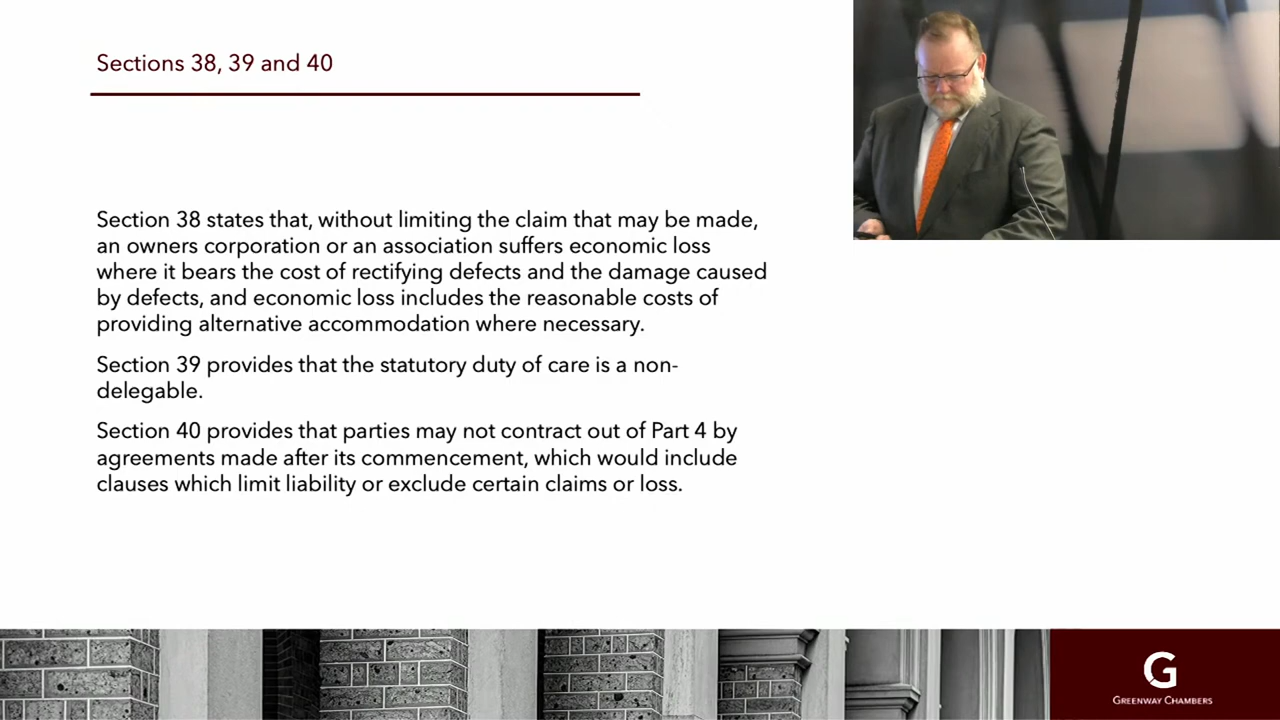 Sections 38, 39 and 40
Section 38 states that, without limiting the claim that may be made,
an owners corporation or an association suffers economic loss
where it bears the cost of rectifying defects and the damage caused
by defects, and economic loss includes the reasonable costs of
providing alternative accommodation where necessary.
Section 39 provides that the statutory duty of care is a non-
delegable.
Section 40 provides that parties may not contract out of Part 4 by
agreements made after its commencement, which would include
clauses which limit liability or exclude certain claims or loss.
G
GREENWAY CHAMBERS